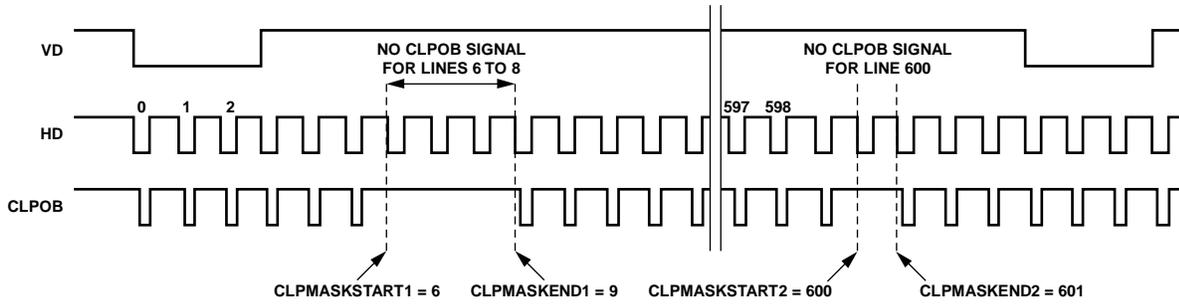 VD
NO CLPOB SIGNAL
FOR LINES 6 TO 8
NO CLPOB SIGNAL
FOR LINE 600
HD
0 1 2 597 598
CLPOB
CLPMASKSTART1 = 6 CLPMASKEND1 = 9 CLPMASKSTART2 = 600 CLPMASKEND2 = 601